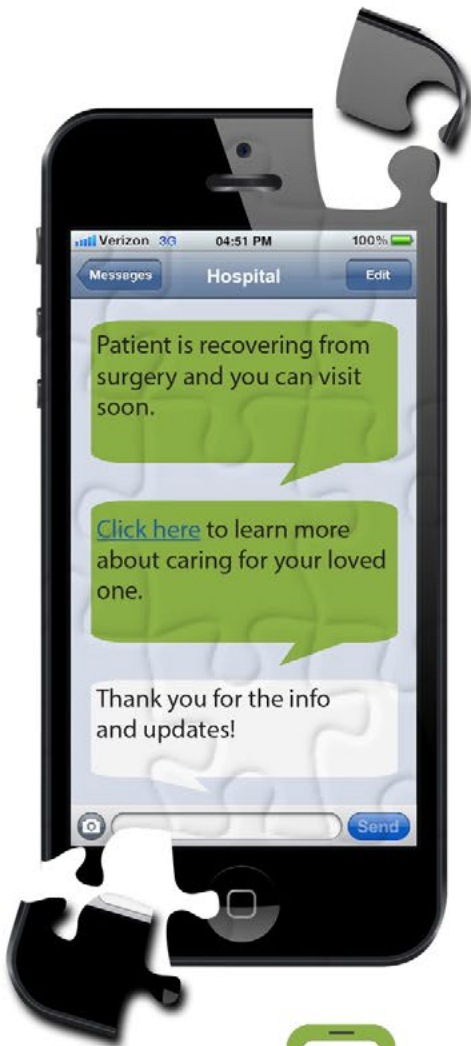 Verizon 3G 04:51 PM 100%
Messages Hospital Edit
Patient is recovering from
surgery and you can visit
soon.
Click here to learn more
about caring for your loved
one.
Thank you for the info
and updates!
Send